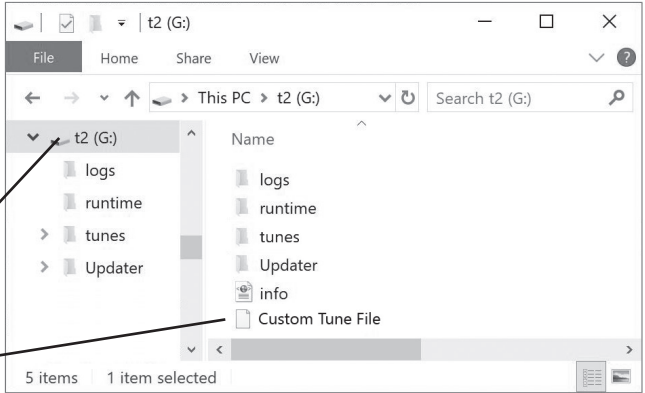 t2 (G:)
File Home Share View
This PC > t2 (G:) Search t2 (G:)
t2 (G:)
logs
runtime
tunes
Updater
Name
logs
runtime
tunes
Updater
info
Custom Tune File
5 items 1 item selected